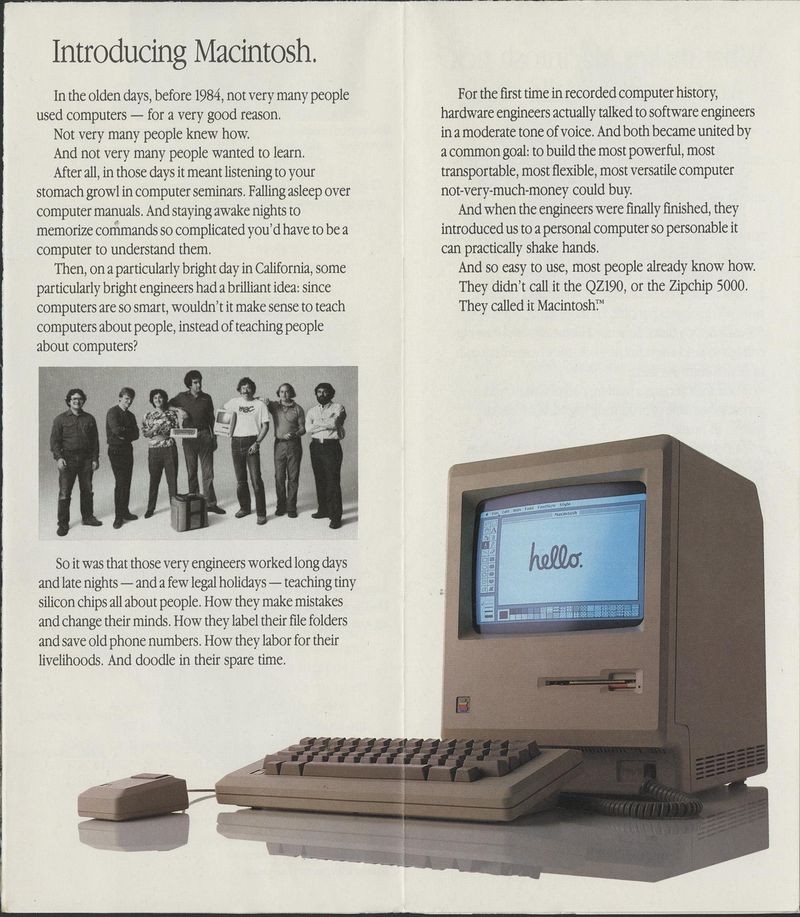 Introducing Macintosh.
In the olden days, before 1984, not very many people
used computers — for a very good reason.
Not very many people knew how.
And not very many people wanted to learn.
After all, in those days it meant listening to your
stomach growl in computer seminars. Falling asleep over
computer manuals. And staying awake nights to
memorize commands so complicated you'd have to be a
computer to understand them.
Then, on a particularly bright day in California, some
particularly bright engineers had a brilliant idea: since
computers are so smart, wouldn't it make sense to teach
computers about people, instead of teaching people
about computers?
mac
So it was that those very engineers worked long days
and late nights — and a few legal holidays — teaching tiny
silicon chips all about people. How they make mistakes
and change their minds. How they label their file folders
and save old phone numbers. How they labor for their
livelihoods. And doodle in their spare time.
For the first time in recorded computer history,
hardware engineers actually talked to software engineers
in a moderate tone of voice. And both became united by
a common goal: to build the most powerful, most
transportable, most flexible, most versatile computer
not-very-much-money could buy.
And when the engineers were finally finished, they
introduced us to a personal computer so personable it
can practically shake hands.
And so easy to use, most people already know how.
They didn't call it the QZ190, or the Zipchip 5000.
They called it Macintosh.™
File Edit Goodies Font FontSize Style
Macintosh
hello.